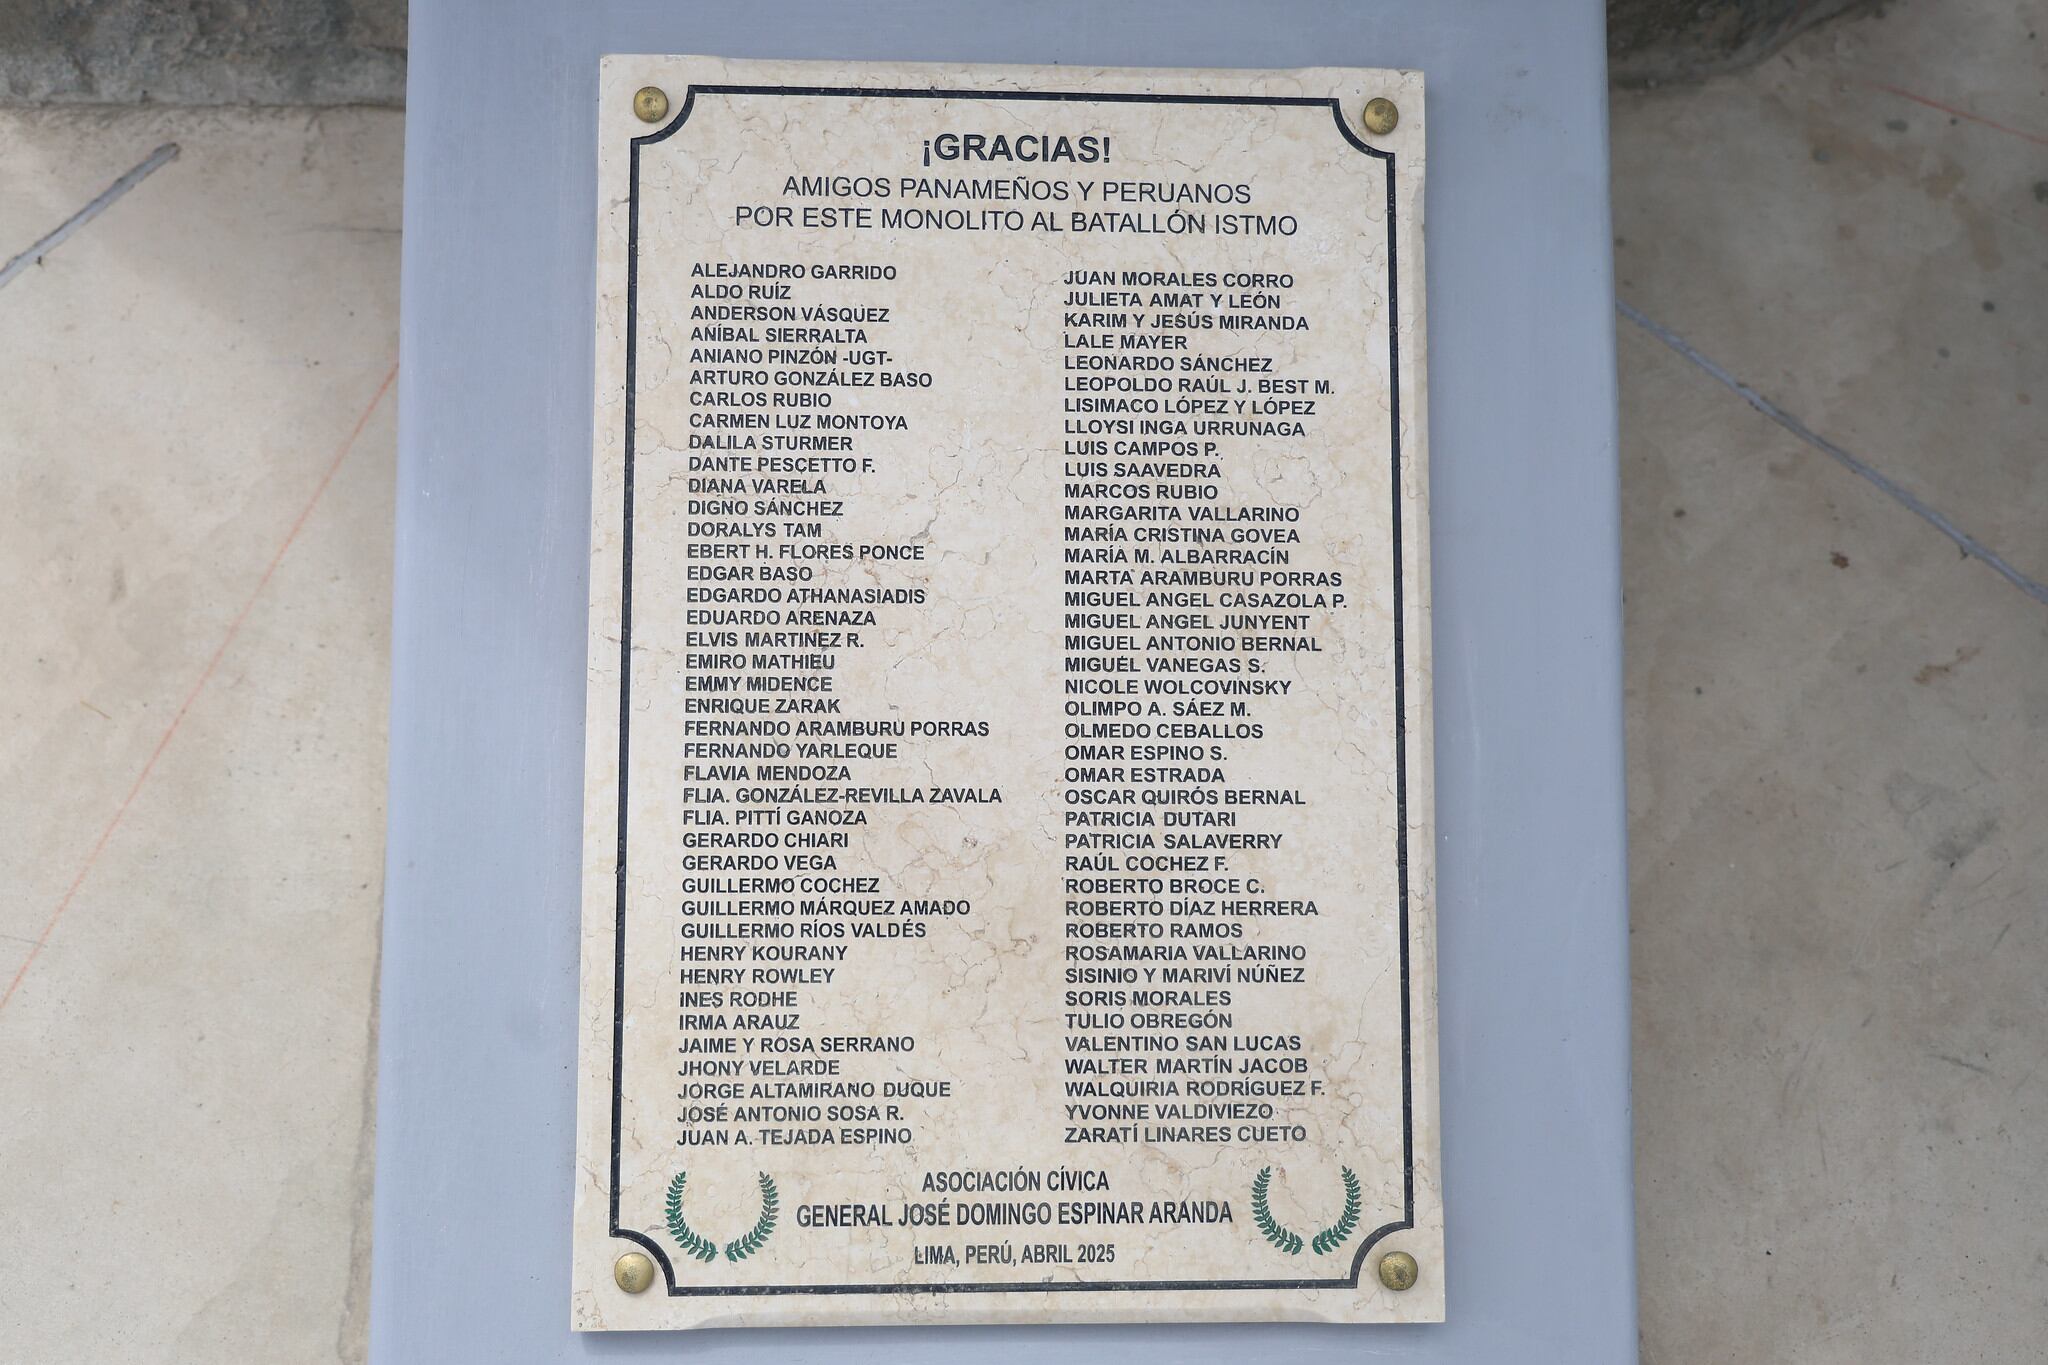 ¡GRACIAS!
AMIGOS PANAMEÑOS Y PERUANOS
POR ESTE MONOLITO AL BATALLÓN ISTMO
ALEJANDRO GARRIDO
ALDO RUÍZ
ANDERSON VÁSQUEZ
ANÍBAL SIERRALTA
ANIANO PINZÓN -UGT-
ARTURO GONZÁLEZ BASO
CARLOS RUBIO
CARMEN LUZ MONTOYA
DALILA STURMER
DANTE PESCETTO F.
DIANA VARELA
DIGNO SÁNCHEZ
DORALYS TAM
EBERT H. FLORES PONCE
EDGAR BASO
EDGARDO ATHANASIADIS
EDUARDO ARENAZA
ELVIS MARTINEZ R.
EMIRO MATHIEU
EMMY MIDENCE
ENRIQUE ZARAK
FERNANDO ARAMBURU PORRAS
FERNANDO YARLEQUE
FLAVIA MENDOZA
FLIA. GONZÁLEZ-REVILLA ZAVALA
FLIA. PITTÍ GANOZA
GERARDO CHIARI
GERARDO VEGA
GUILLERMO COCHEZ
GUILLERMO MÁRQUEZ AMADO
GUILLERMO RÍOS VALDÉS
HENRY KOURANY
HENRY ROWLEY
INES RODHE
IRMA ARAUZ
JAIME Y ROSA SERRANO
JHONY VELARDE
JORGE ALTAMIRANO DUQUE
JOSÉ ANTONIO SOSA R.
JUAN A. TEJADA ESPINO
JUAN MORALES CORRO
JULIETA AMAT Y LEÓN
KARIM Y JESÚS MIRANDA
LALE MAYER
LEONARDO SÁNCHEZ
LEOPOLDO RAÚL J. BEST M.
LISIMACO LÓPEZ Y LÓPEZ
LLOYSI INGA URRUNAGA
LUIS CAMPOS P.
LUIS SAAVEDRA
MARCOS RUBIO
MARGARITA VALLARINO
MARÍA CRISTINA GOVEA
MARÍA M. ALBARRACÍN
MARTA ARAMBURU PORRAS
MIGUEL ANGEL CASAZOLA P.
MIGUEL ANGEL JUNYENT
MIGUEL ANTONIO BERNAL
MIGUEL VANEGAS S.
NICOLE WOLCOVINSKY
OLIMPO A. SÁEZ M.
OLMEDO CEBALLOS
OMAR ESPINO S.
OMAR ESTRADA
OSCAR QUIRÓS BERNAL
PATRICIA DUTARI
PATRICIA SALAVERRY
RAÚL COCHEZ F.
ROBERTO BROCE C.
ROBERTO DÍAZ HERRERA
ROBERTO RAMOS
ROSAMARIA VALLARINO
SISINIO Y MARIVÍ NÚÑEZ
SORIS MORALES
TULIO OBREGÓN
VALENTINO SAN LUCAS
WALTER MARTÍN JACOB
WALQUIRIA RODRÍGUEZ F.
YVONNE VALDIVIEZO
ZARATÍ LINARES CUETO
ASOCIACIÓN CÍVICA
GENERAL JOSÉ DOMINGO ESPINAR ARANDA
LIMA, PERÚ, ABRIL 2025